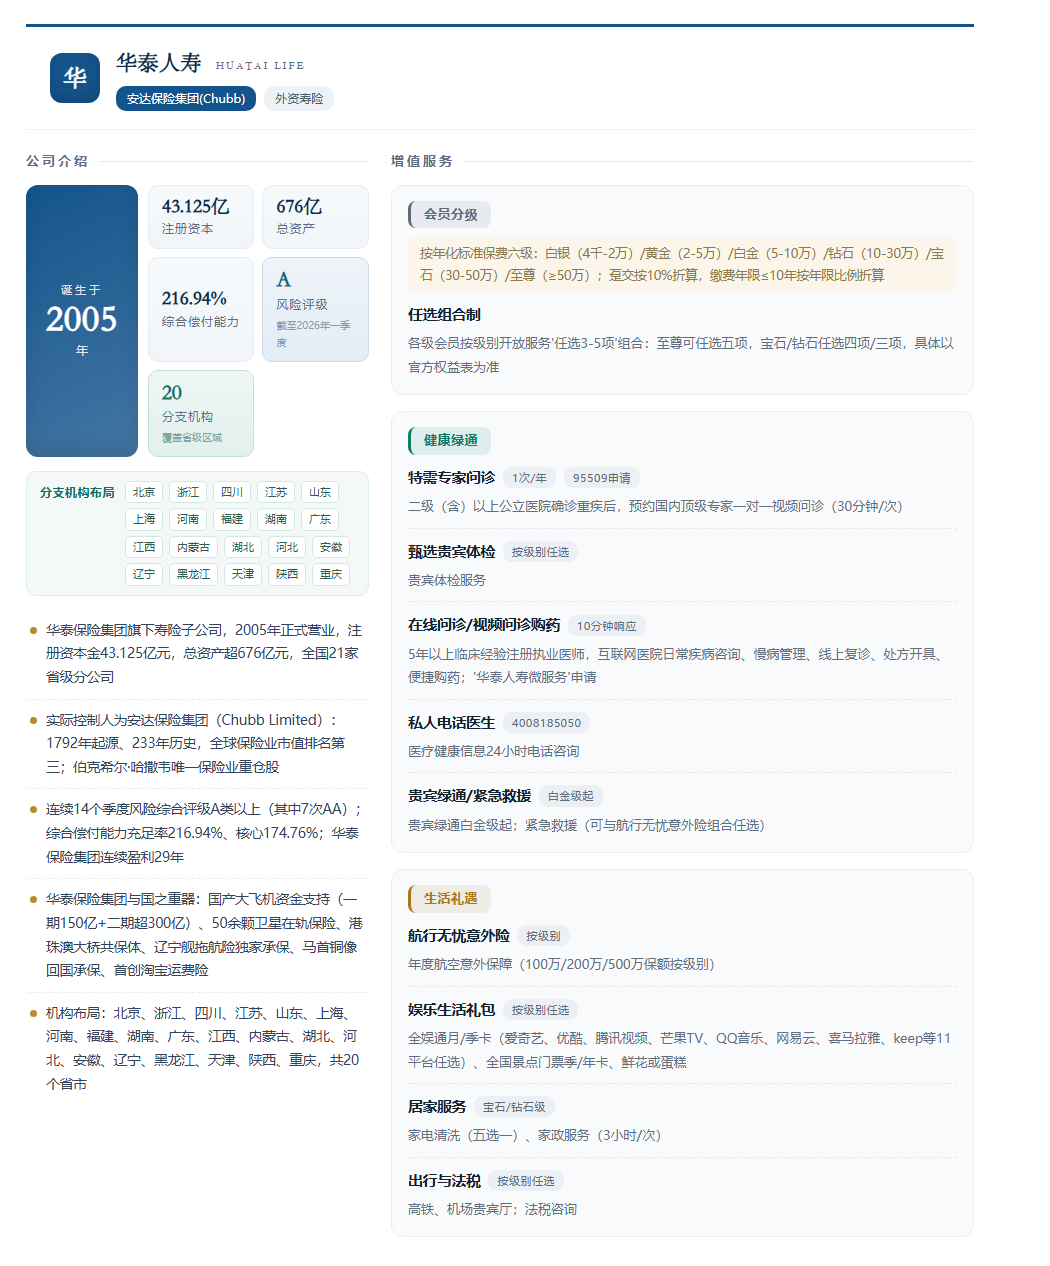 华
华泰人寿 HUATAI LIFE
安达保险集团(Chubb) 外资寿险
公司介绍
诞生于
2005
年
43.125亿
注册资本
676亿
总资产
216.94%
综合偿付能力
A
风险评级
截至2026年一季
度
20
分支机构
覆盖省级区域
分支机构布局 北京 浙江 四川 江苏 山东
上海 河南 福建 湖南 广东
江西 内蒙古 湖北 河北 安徽
辽宁 黑龙江 天津 陕西 重庆
华泰保险集团旗下寿险子公司，2005年正式营业，注
册资本金43.125亿元，总资产超676亿元，全国21家
省级分公司
实际控制人为安达保险集团（Chubb Limited）：
1792年起源、233年历史，全球保险业市值排名第
三；伯克希尔·哈撒韦唯一保险业重仓股
连续14个季度风险综合评级A类以上（其中7次AA）；
综合偿付能力充足率216.94%、核心174.76%；华泰
保险集团连续盈利29年
华泰保险集团与国之重器：国产大飞机资金支持（一
期150亿+二期超300亿）、50余颗卫星在轨保险、港
珠澳大桥共保体、辽宁舰拖航险独家承保、马首铜像
回国承保、首创淘宝运费险
机构布局：北京、浙江、四川、江苏、山东、上海、
河南、福建、湖南、广东、江西、内蒙古、湖北、河
北、安徽、辽宁、黑龙江、天津、陕西、重庆，共20
个省市
增值服务
会员分级
按年化标准保费六级：白银（4千-2万）/黄金（2-5万）/白金（5-10万）/钻石（10-30万）/宝
石（30-50万）/至尊（≥50万）；趸交按10%折算，缴费年限≤10年按年限比例折算
任选组合制
各级会员按级别开放服务'任选3-5项'组合：至尊可任选五项，宝石/钻石任选四项/三项，具体以
官方权益表为准
健康绿通
特需专家问诊 1次/年 95509申请
二级（含）以上公立医院确诊重疾后，预约国内顶级专家一对一视频问诊（30分钟/次）
甄选贵宾体检 按级别任选
贵宾体检服务
在线问诊/视频问诊购药 10分钟响应
5年以上临床经验注册执业医师，互联网医院日常疾病咨询、慢病管理、线上复诊、处方开具、
便捷购药；'华泰人寿微服务'申请
私人电话医生 4008185050
医疗健康信息24小时电话咨询
贵宾绿通/紧急救援 白金级起
贵宾绿通白金级起；紧急救援（可与航行无忧意外险组合任选）
生活礼遇
航行无忧意外险 按级别
年度航空意外保障（100万/200万/500万保额按级别）
娱乐生活礼包 按级别任选
全娱通月/季卡（爱奇艺、优酷、腾讯视频、芒果TV、QQ音乐、网易云、喜马拉雅、keep等11
平台任选）、全国景点门票季/年卡、鲜花或蛋糕
居家服务 宝石/钻石级
家电清洗（五选一）、家政服务（3小时/次）
出行与法税 按级别任选
高铁、机场贵宾厅；法税咨询